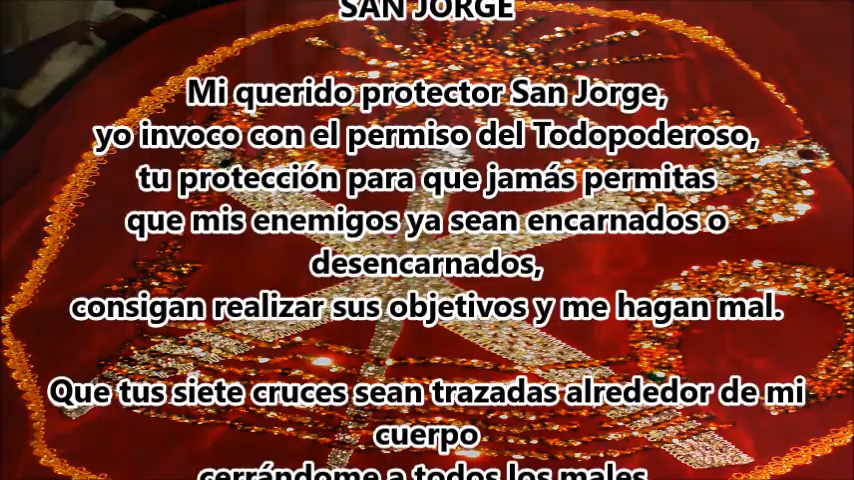 SAN JORGE
Mi querido protector San Jorge,
yo invoco con el permiso del Todopoderoso,
tu protección para que jamás permitas
que mis enemigos ya sean encarnados o
desencarnados,
consigan realizar sus objetivos y me hagan mal.
Que tus siete cruces sean trazadas alrededor de mi
cuerpo
cerrándome a todos los males